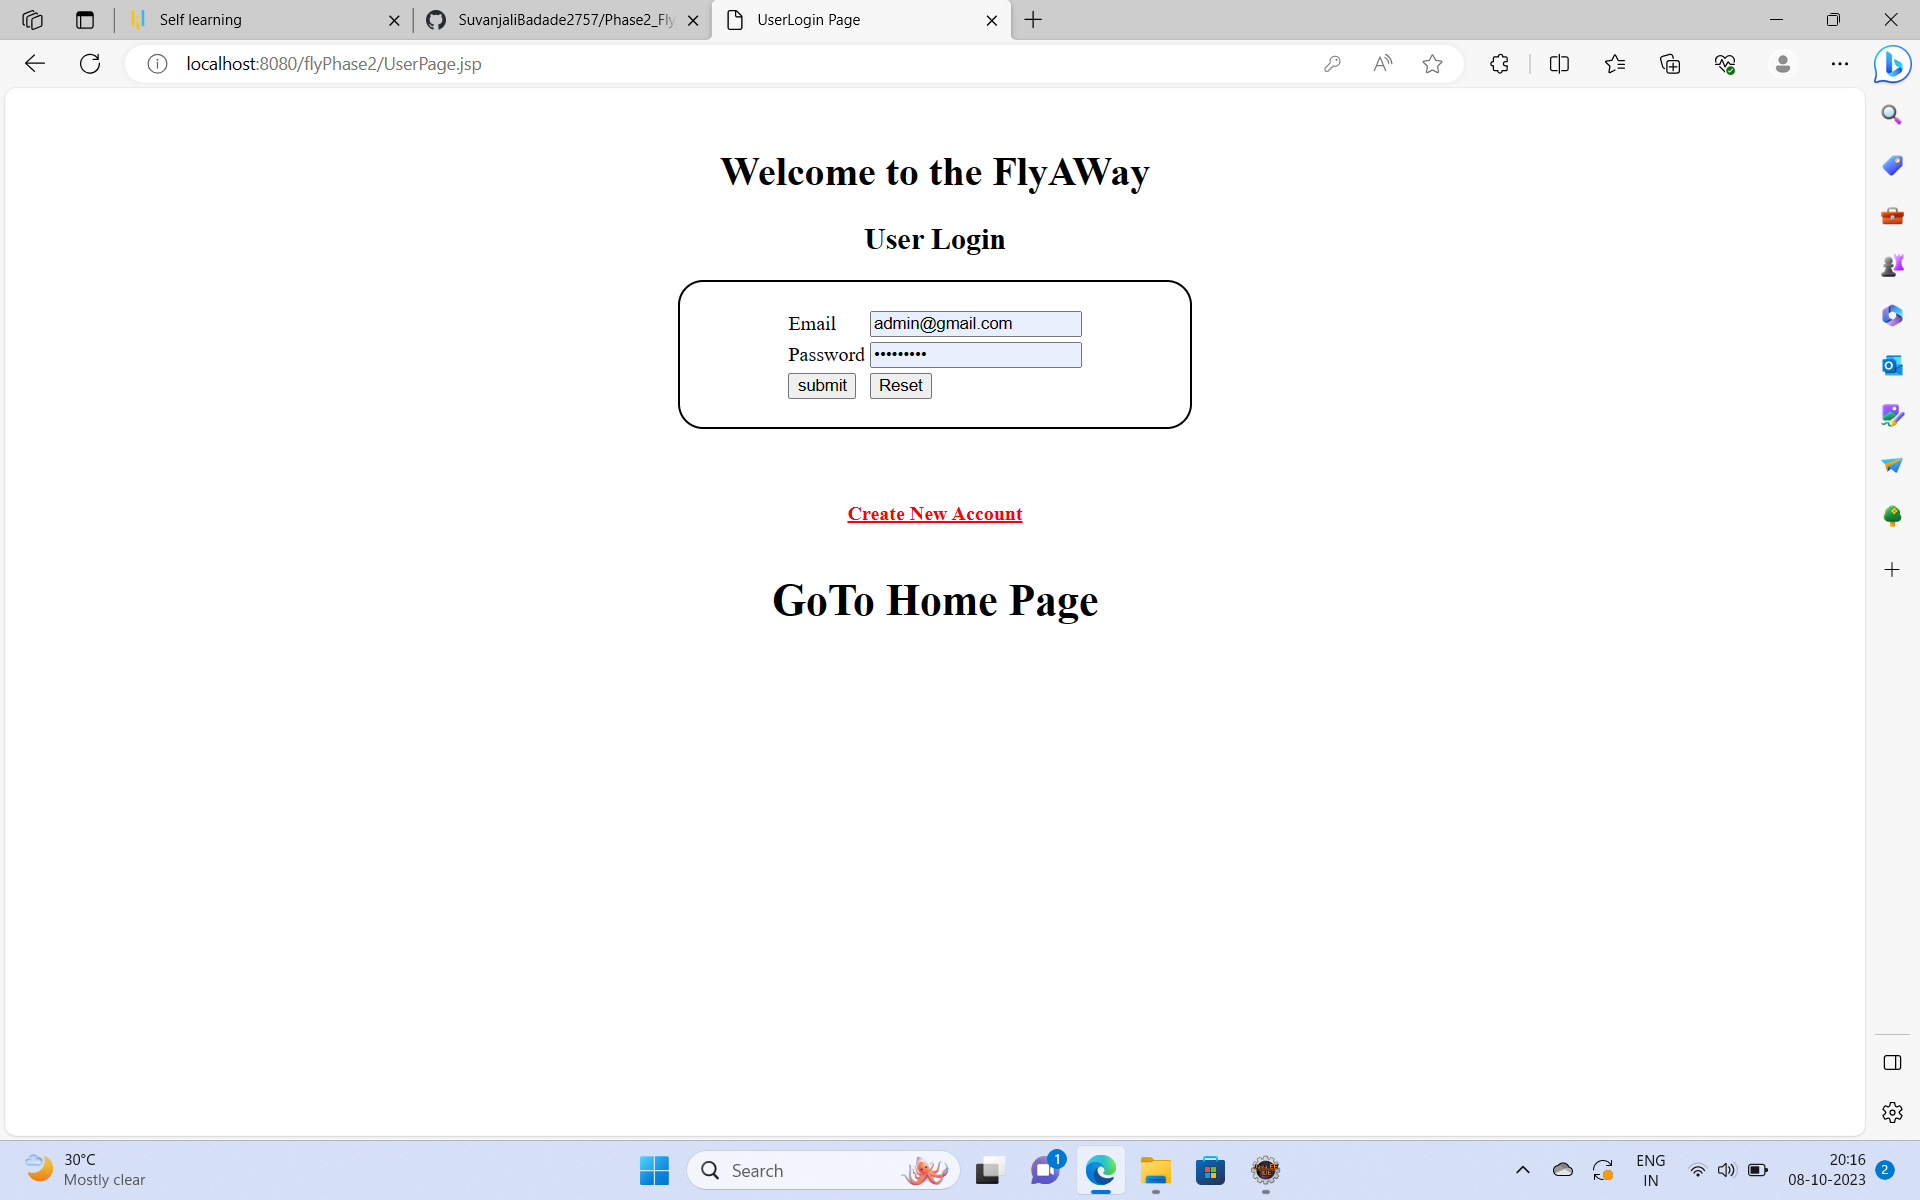 Self learning
SuvanjaliBadade2757/Phase2_Fly
UserLogin Page
localhost:8080/flyPhase2/UserPage.jsp
Welcome to the FlyAWay
User Login
Email admin@gmail.com
Password •••••••••
submit Reset
Create New Account
GoTo Home Page
30°C
Mostly clear
Search
1
ENG
IN
20:16
08-10-2023
2